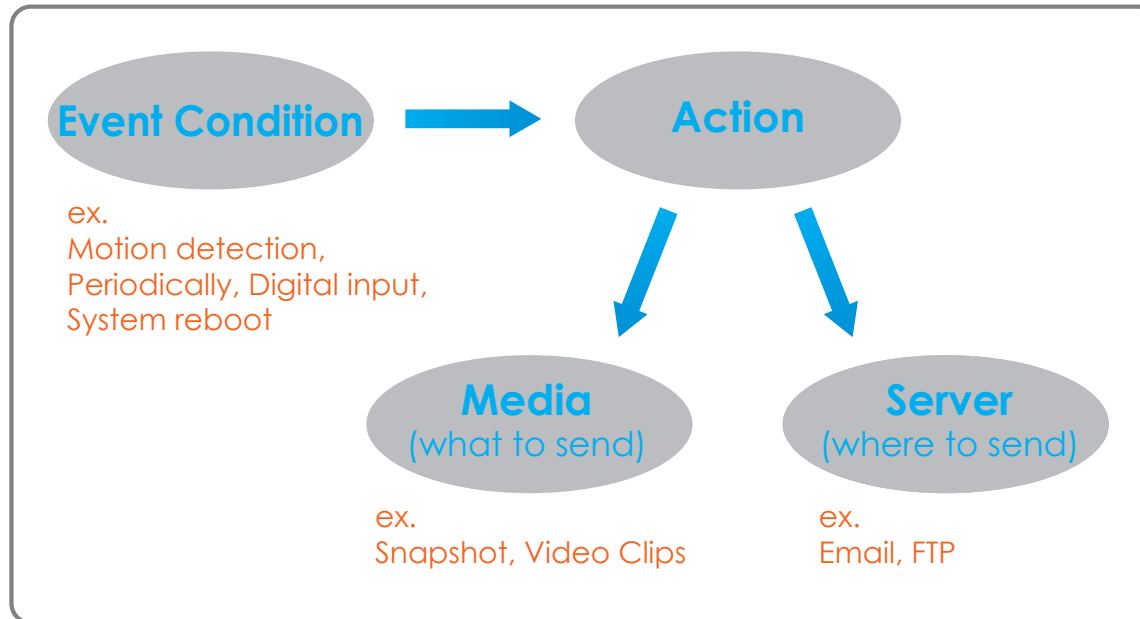 Event Condition
Action
ex.
Motion detection,
Periodically, Digital input,
System reboot
Media
(what to send)
Server
(where to send)
ex.
Snapshot, Video Clips
ex.
Email, FTP